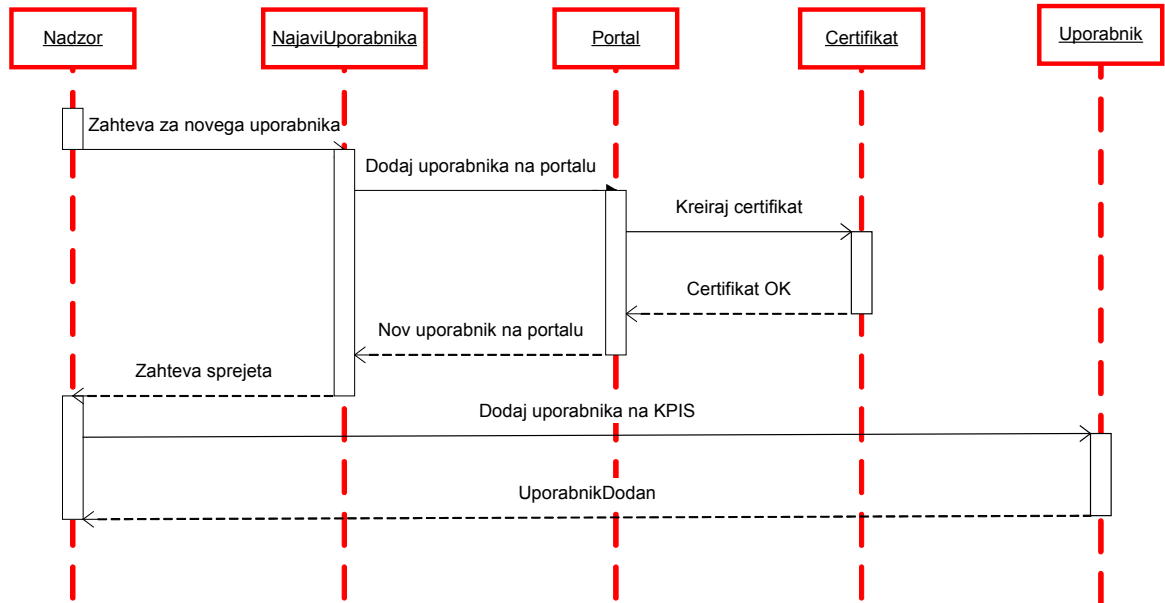 Nadzor
NajaviUporabnika
Portal
Certifikat
Uporabnik
Zahteva za novega uporabnika
Dodaj uporabnika na portalu
Kreiraj certifikat
Certifikat OK
Nov uporabnik na portalu
Zahteva sprejeta
Dodaj uporabnika na KPIS
UporabnikDodan